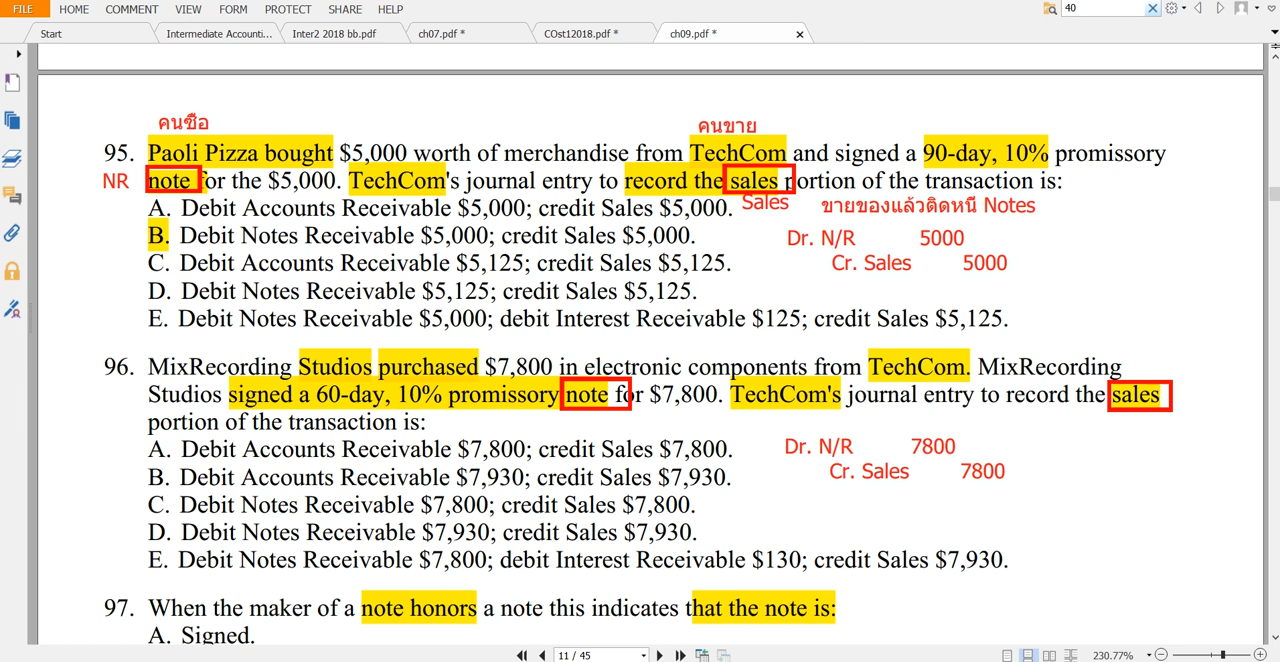 FILE HOME COMMENT VIEW FORM PROTECT SHARE HELP 40
Start Intermediate Accounti... Inter2 2018 bb.pdf ch07.pdf * COst12018.pdf * ch09.pdf *
คนซือ คนขาย
95. Paoli Pizza bought $5,000 worth of merchandise from TechCom and signed a 90-day, 10% promissory
NR note for the $5,000. TechCom's journal entry to record the sales portion of the transaction is:
A. Debit Accounts Receivable $5,000; credit Sales $5,000. Sales ขายของแล้วติดหนี Notes
B. Debit Notes Receivable $5,000; credit Sales $5,000. Dr. N/R 5000
C. Debit Accounts Receivable $5,125; credit Sales $5,125. Cr. Sales 5000
D. Debit Notes Receivable $5,125; credit Sales $5,125.
E. Debit Notes Receivable $5,000; debit Interest Receivable $125; credit Sales $5,125.
96. MixRecording Studios purchased $7,800 in electronic components from TechCom. MixRecording
Studios signed a 60-day, 10% promissory note for $7,800. TechCom's journal entry to record the sales
portion of the transaction is:
A. Debit Accounts Receivable $7,800; credit Sales $7,800. Dr. N/R 7800
B. Debit Accounts Receivable $7,930; credit Sales $7,930. Cr. Sales 7800
C. Debit Notes Receivable $7,800; credit Sales $7,800.
D. Debit Notes Receivable $7,930; credit Sales $7,930.
E. Debit Notes Receivable $7,800; debit Interest Receivable $130; credit Sales $7,930.
97. When the maker of a note honors a note this indicates that the note is:
A. Signed.
11 / 45 230.77%